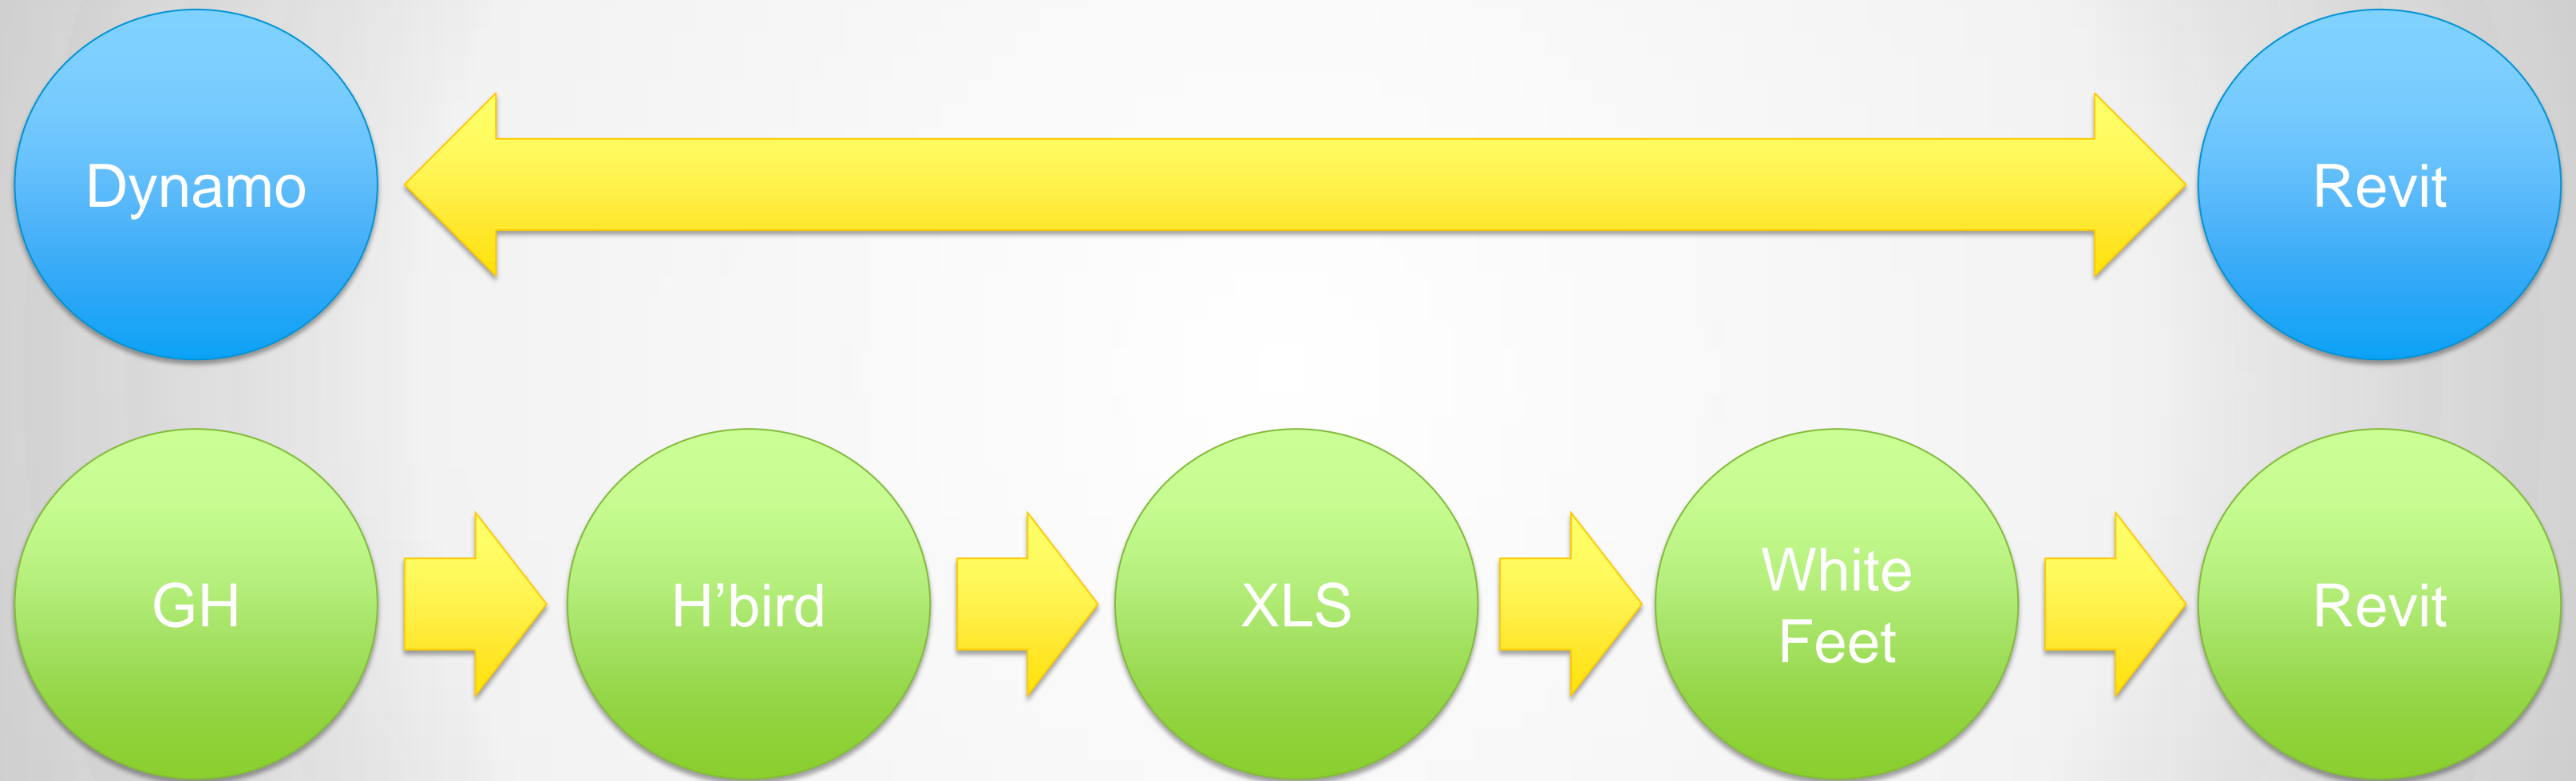 Dynamo
Revit
GH
H’bird
XLS
White
Feet
Revit